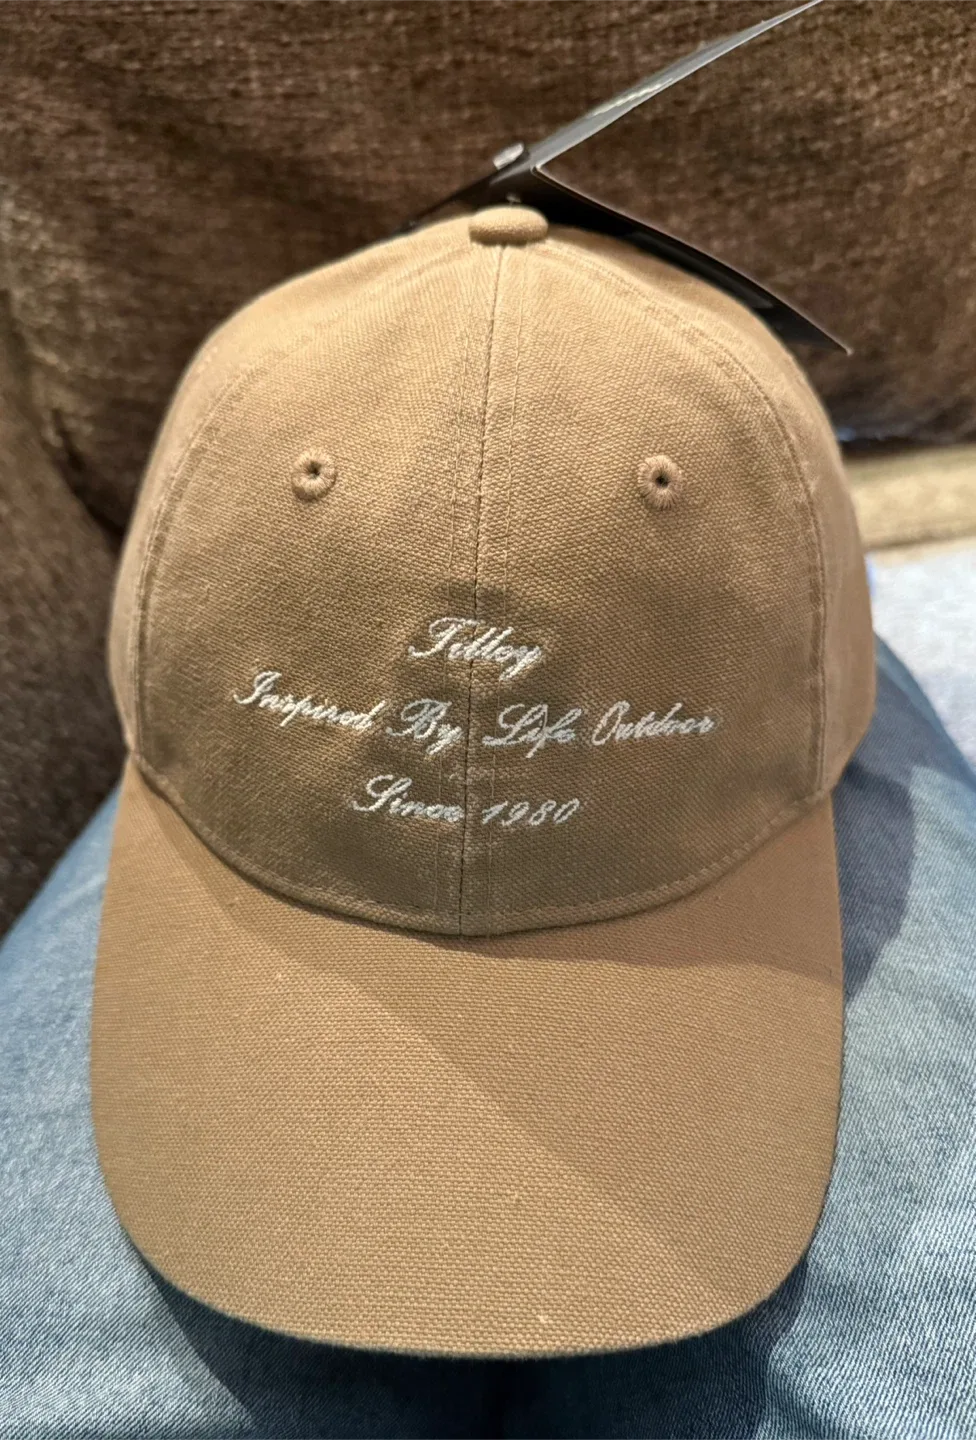 Tilley
Inspired By Life Outdoor
Since 1980